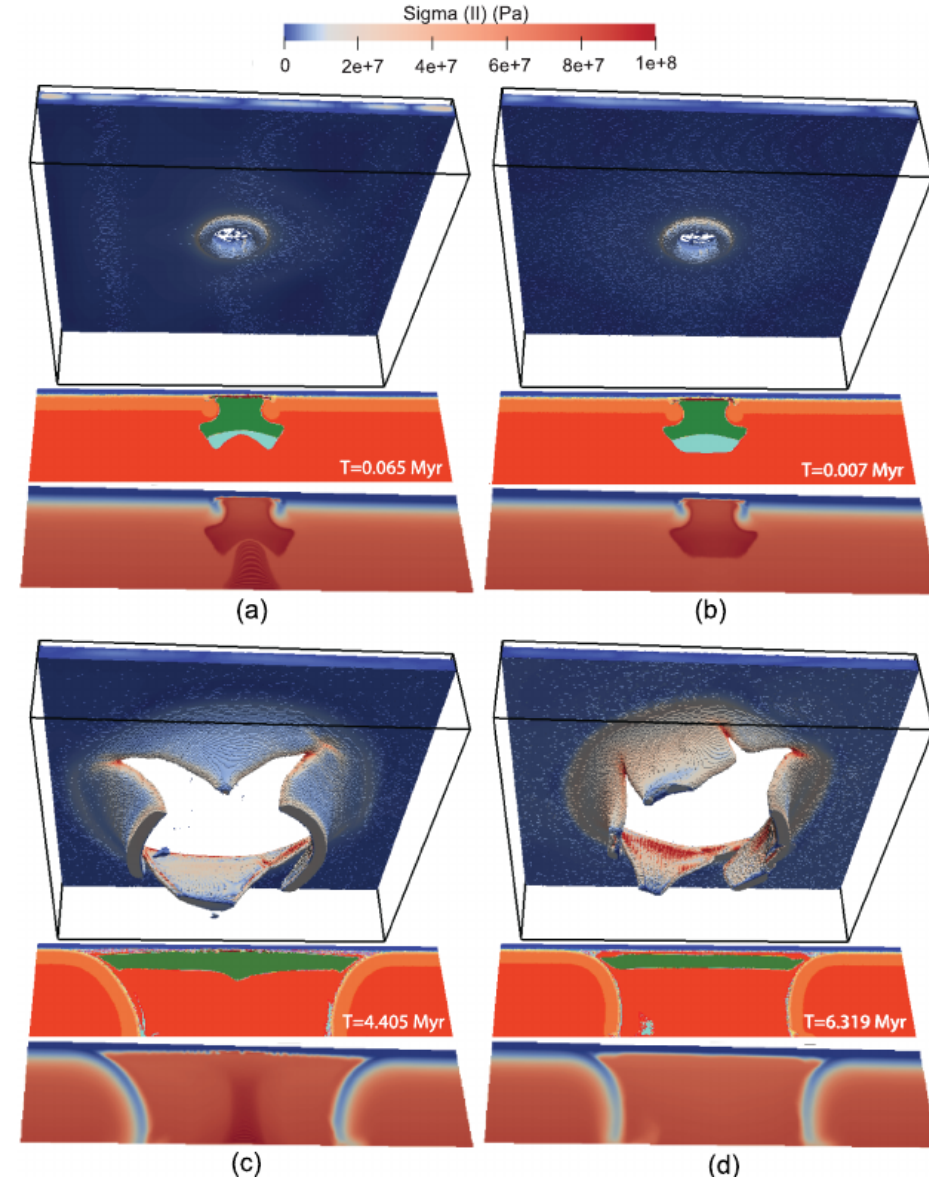 (a)
Sigma (II) (Pa)
(b)
0 2e+7 4e+7 6e+7 8e+7 1e+8
T=0.065 Myr
T=0.007 Myr
(a)
(b)
T=4.405 Myr
T=6.319 Myr
(c)
(d)